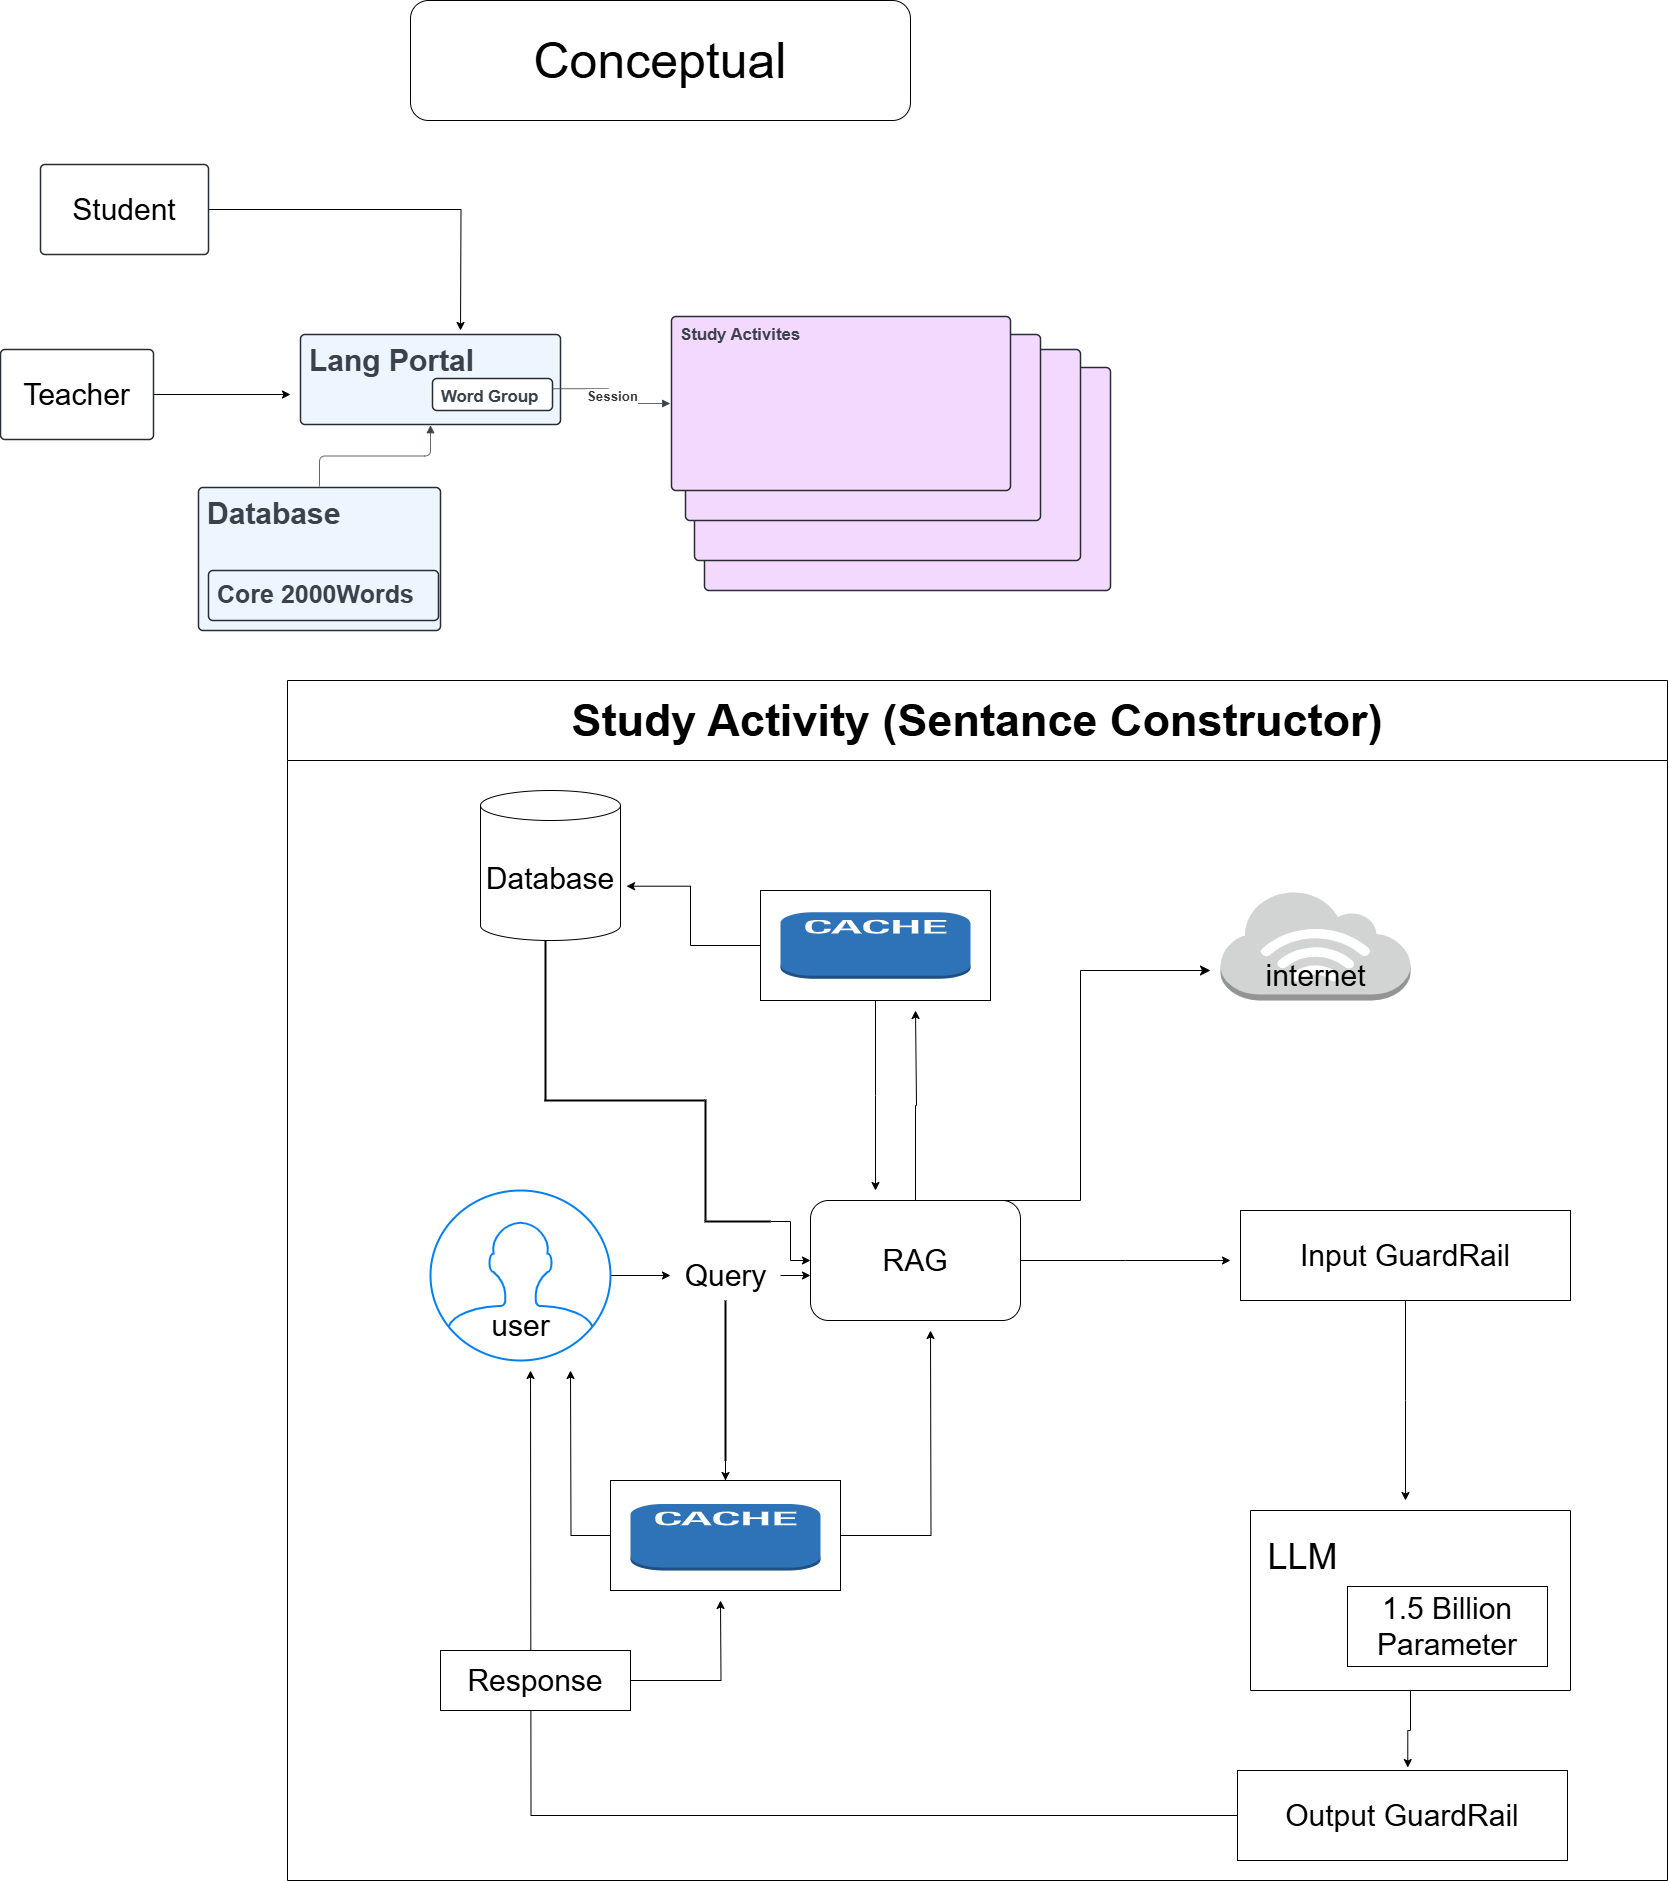 Conceptual
Student
Teacher
Lang Portal
Word Group
Session
Study Activites
Database
Core 2000Words
Study Activity (Sentance Constructor)
Database
CACHE
internet
user
Query
RAG
Input GuardRail
CACHE
LLM
1.5 Billion
Parameter
Response
Output GuardRail